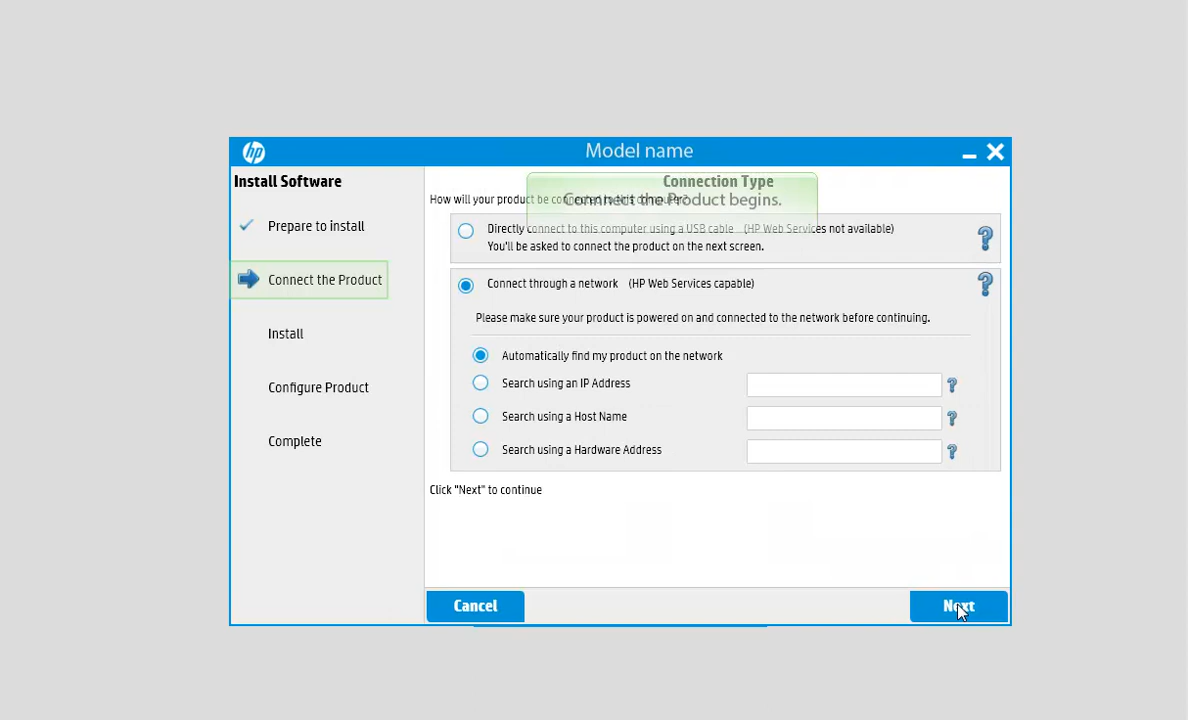 hp
Model name
Install Software
Prepare to install
Connect the Product
Install
Configure Product
Complete
Connection Type
Connect the Product begins.
How will your product be connected to this computer?
Directly connect to this computer using a USB cable (HP Web Services not available)
You'll be asked to connect the product on the next screen.
?
Connect through a network (HP Web Services capable)
?
Please make sure your product is powered on and connected to the network before continuing.
Automatically find my product on the network
Search using an IP Address
?
Search using a Host Name
?
Search using a Hardware Address
?
Click "Next" to continue
Cancel
Next